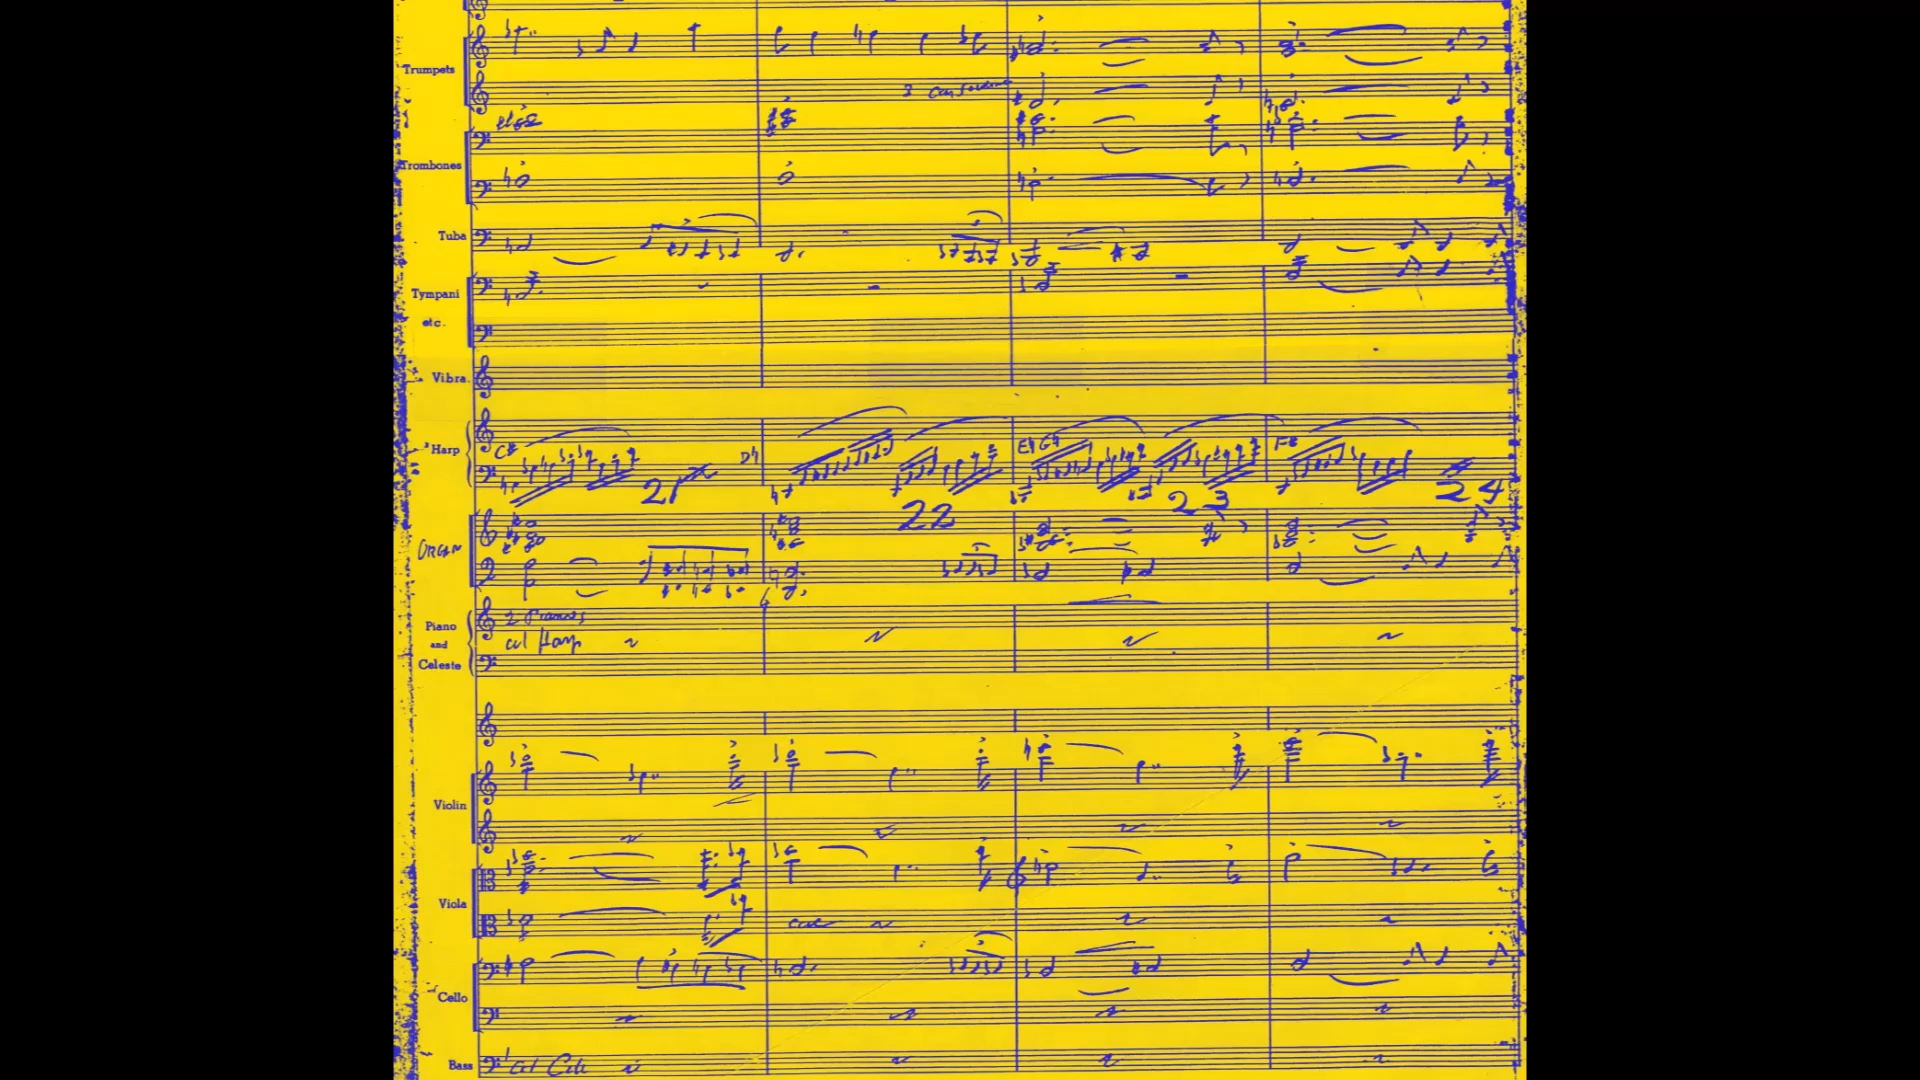 Trumpets
3 Con Sordino
Trombones
Tuba
Tympani
etc.
Vibra.
Harp
C# D♮ E♮ G♮ F#
21 22 23 24
ORGAN
Piano
and
Celeste
2 Pianos
col Harp
Violin
Viola
Cello
Bass
col Celli